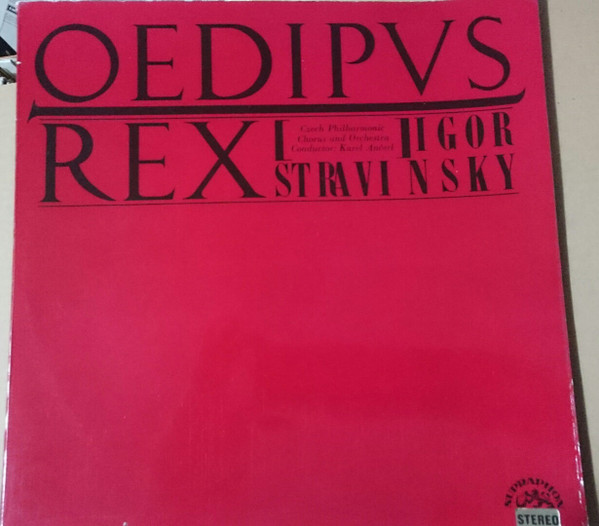 OEDIPVS
REX
[ Czech Philharmonic
Chorus and Orchestra
Conductor: Karel Ančerl ]
IGOR
STRAVINSKY
SUPRAPHON
STEREO